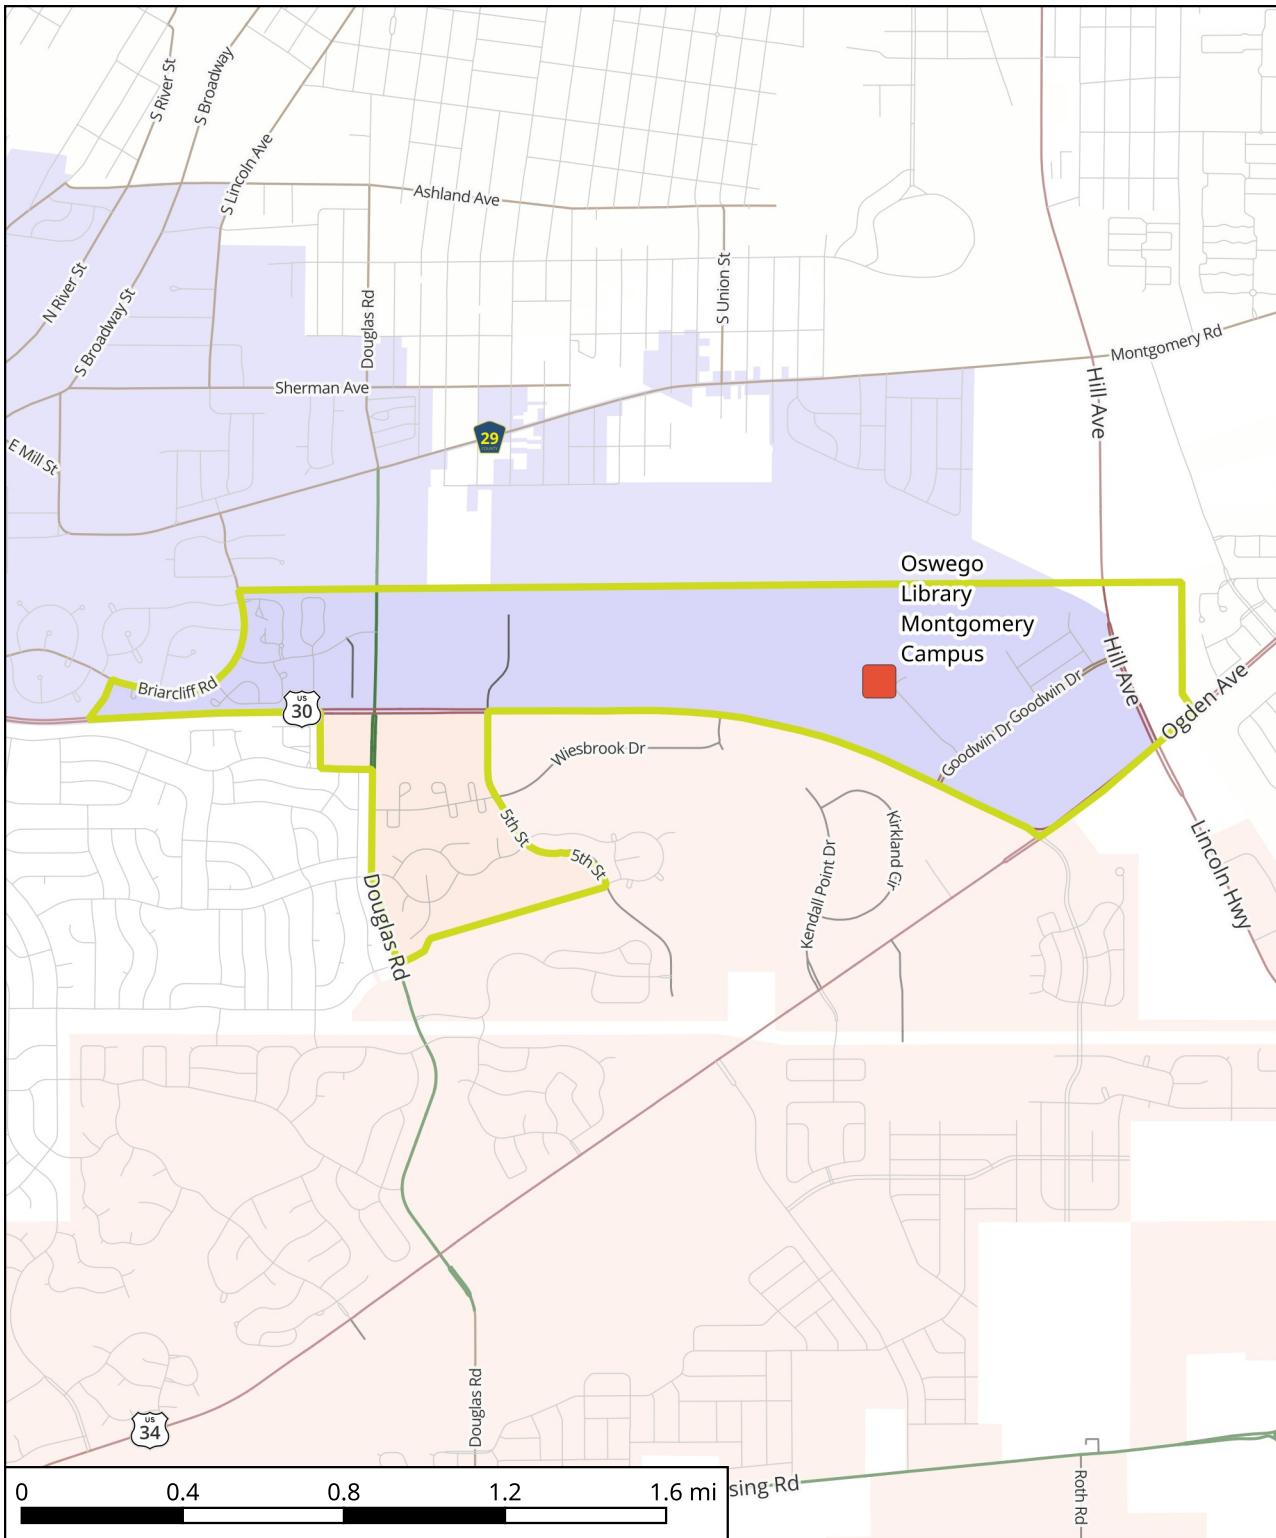 S River St
S Broadway
S Lincoln Ave
Ashland Ave
N River St
S Broadway St
Douglas Rd
S Union St
Montgomery Rd
Sherman Ave
Hill Ave
29
COUNTY
E Mill St
Oswego
Library
Montgomery
Campus
Briarcliff Rd
US
30
Goodwin Dr
Goodwin Dr
Hill Ave
Ogden Ave
Wiesbrook Dr
5th St
5th St
Kendall Point Dr
Kirkland Cir
Lincoln Hwy
Douglas Rd
Douglas Rd
US
34
sing Rd
Roth Rd
0 0.4 0.8 1.2 1.6 mi